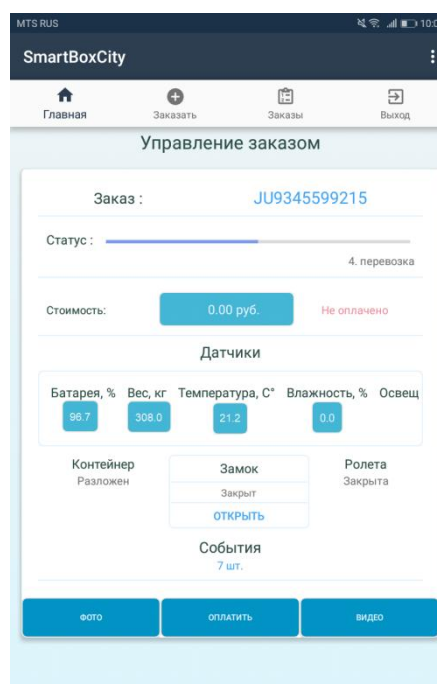 MTS RUS 10:0
SmartBoxCity
Главная Заказать Заказы Выход
Управление заказом
Заказ : JU9345599215
Статус :
4. перевозка
Стоимость: 0.00 руб. Не оплачено
Датчики
Батарея, % Вес, кг Температура, C° Влажность, % Освещ
96.7 308.0 21.2 0.0
Контейнер Замок Ролета
Разложен Закрыт Закрыта
ОТКРЫТЬ
События
7 шт.
ФОТО ОПЛАТИТЬ ВИДЕО